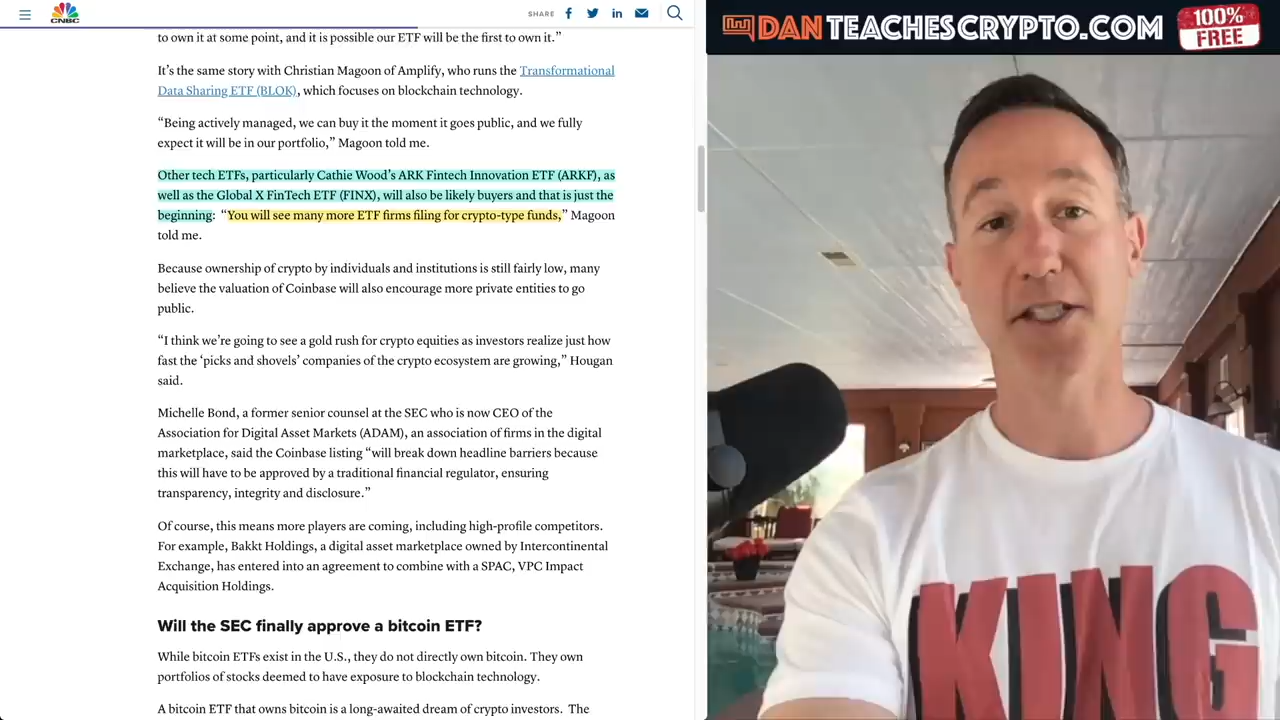 CNBC
SHARE
to own it at some point, and it is possible our ETF will be the first to own it.”
It’s the same story with Christian Magoon of Amplify, who runs the Transformational
Data Sharing ETF (BLOK), which focuses on blockchain technology.
“Being actively managed, we can buy it the moment it goes public, and we fully
expect it will be in our portfolio,” Magoon told me.
Other tech ETFs, particularly Cathie Wood’s ARK Fintech Innovation ETF (ARKF), as
well as the Global X FinTech ETF (FINX), will also be likely buyers and that is just the
beginning: “You will see many more ETF firms filing for crypto-type funds,” Magoon
told me.
Because ownership of crypto by individuals and institutions is still fairly low, many
believe the valuation of Coinbase will also encourage more private entities to go
public.
“I think we’re going to see a gold rush for crypto equities as investors realize just how
fast the ‘picks and shovels’ companies of the crypto ecosystem are growing,” Hougan
said.
Michelle Bond, a former senior counsel at the SEC who is now CEO of the
Association for Digital Asset Markets (ADAM), an association of firms in the digital
marketplace, said the Coinbase listing “will break down headline barriers because
this will have to be approved by a traditional financial regulator, ensuring
transparency, integrity and disclosure.”
Of course, this means more players are coming, including high-profile competitors.
For example, Bakkt Holdings, a digital asset marketplace owned by Intercontinental
Exchange, has entered into an agreement to combine with a SPAC, VPC Impact
Acquisition Holdings.
Will the SEC finally approve a bitcoin ETF?
While bitcoin ETFs exist in the U.S., they do not directly own bitcoin. They own
portfolios of stocks deemed to have exposure to blockchain technology.
A bitcoin ETF that owns bitcoin is a long-awaited dream of crypto investors. The
DANTEACHESCRYPTO.COM
100%
FREE
KING